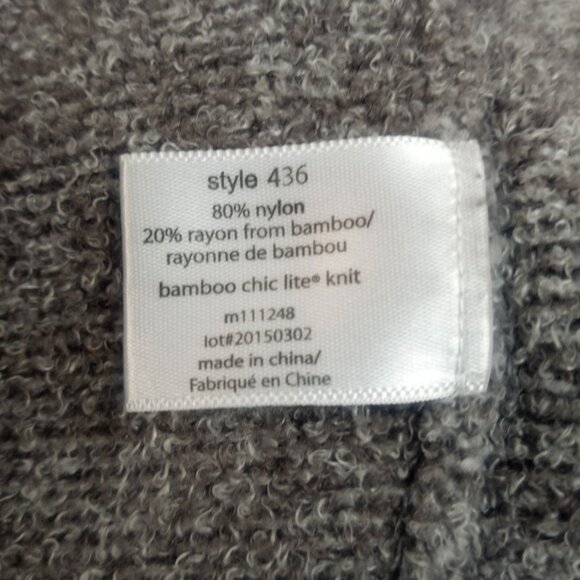 style 436
80% nylon
20% rayon from bamboo/
rayonne de bambou
bamboo chic lite® knit
m111248
lot#20150302
made in china/
Fabriqué en Chine